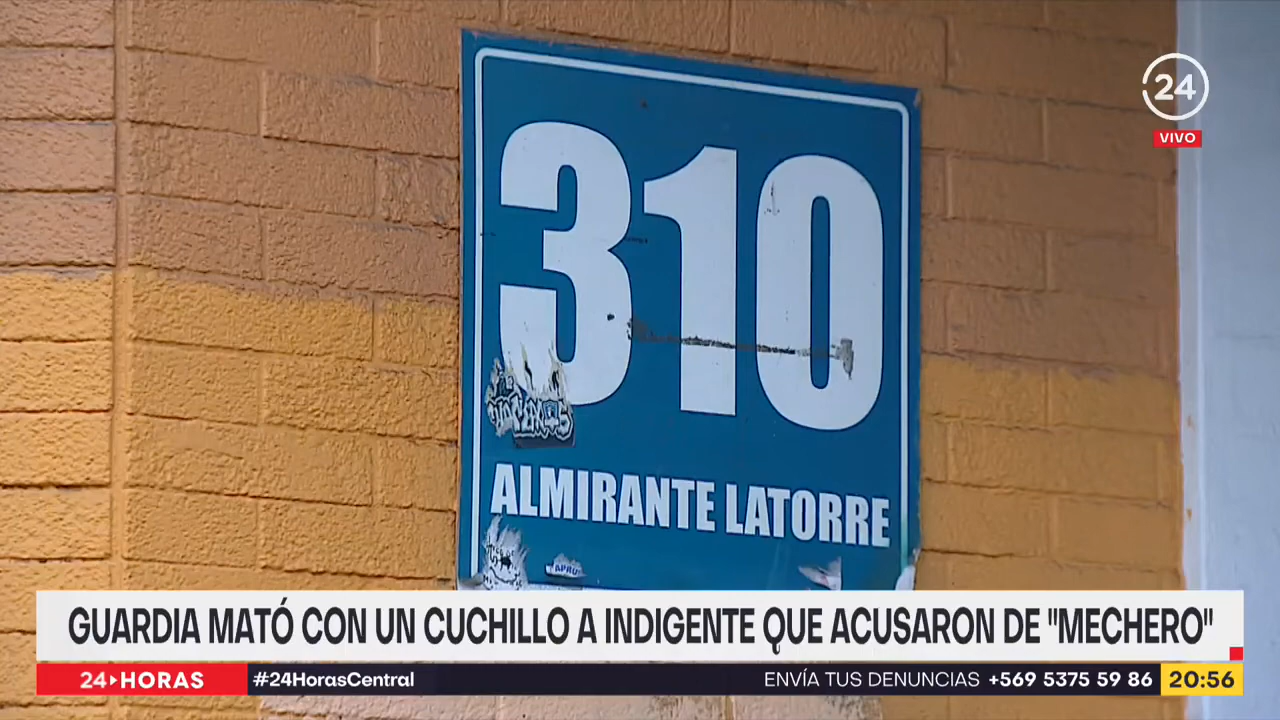 24
VIVO
310
ALMIRANTE LATORRE
APRU
GUARDIA MATÓ CON UN CUCHILLO A INDIGENTE QUE ACUSARON DE "MECHERO"
24 HORAS
#24HorasCentral
ENVÍA TUS DENUNCIAS +569 5375 59 86
20:56